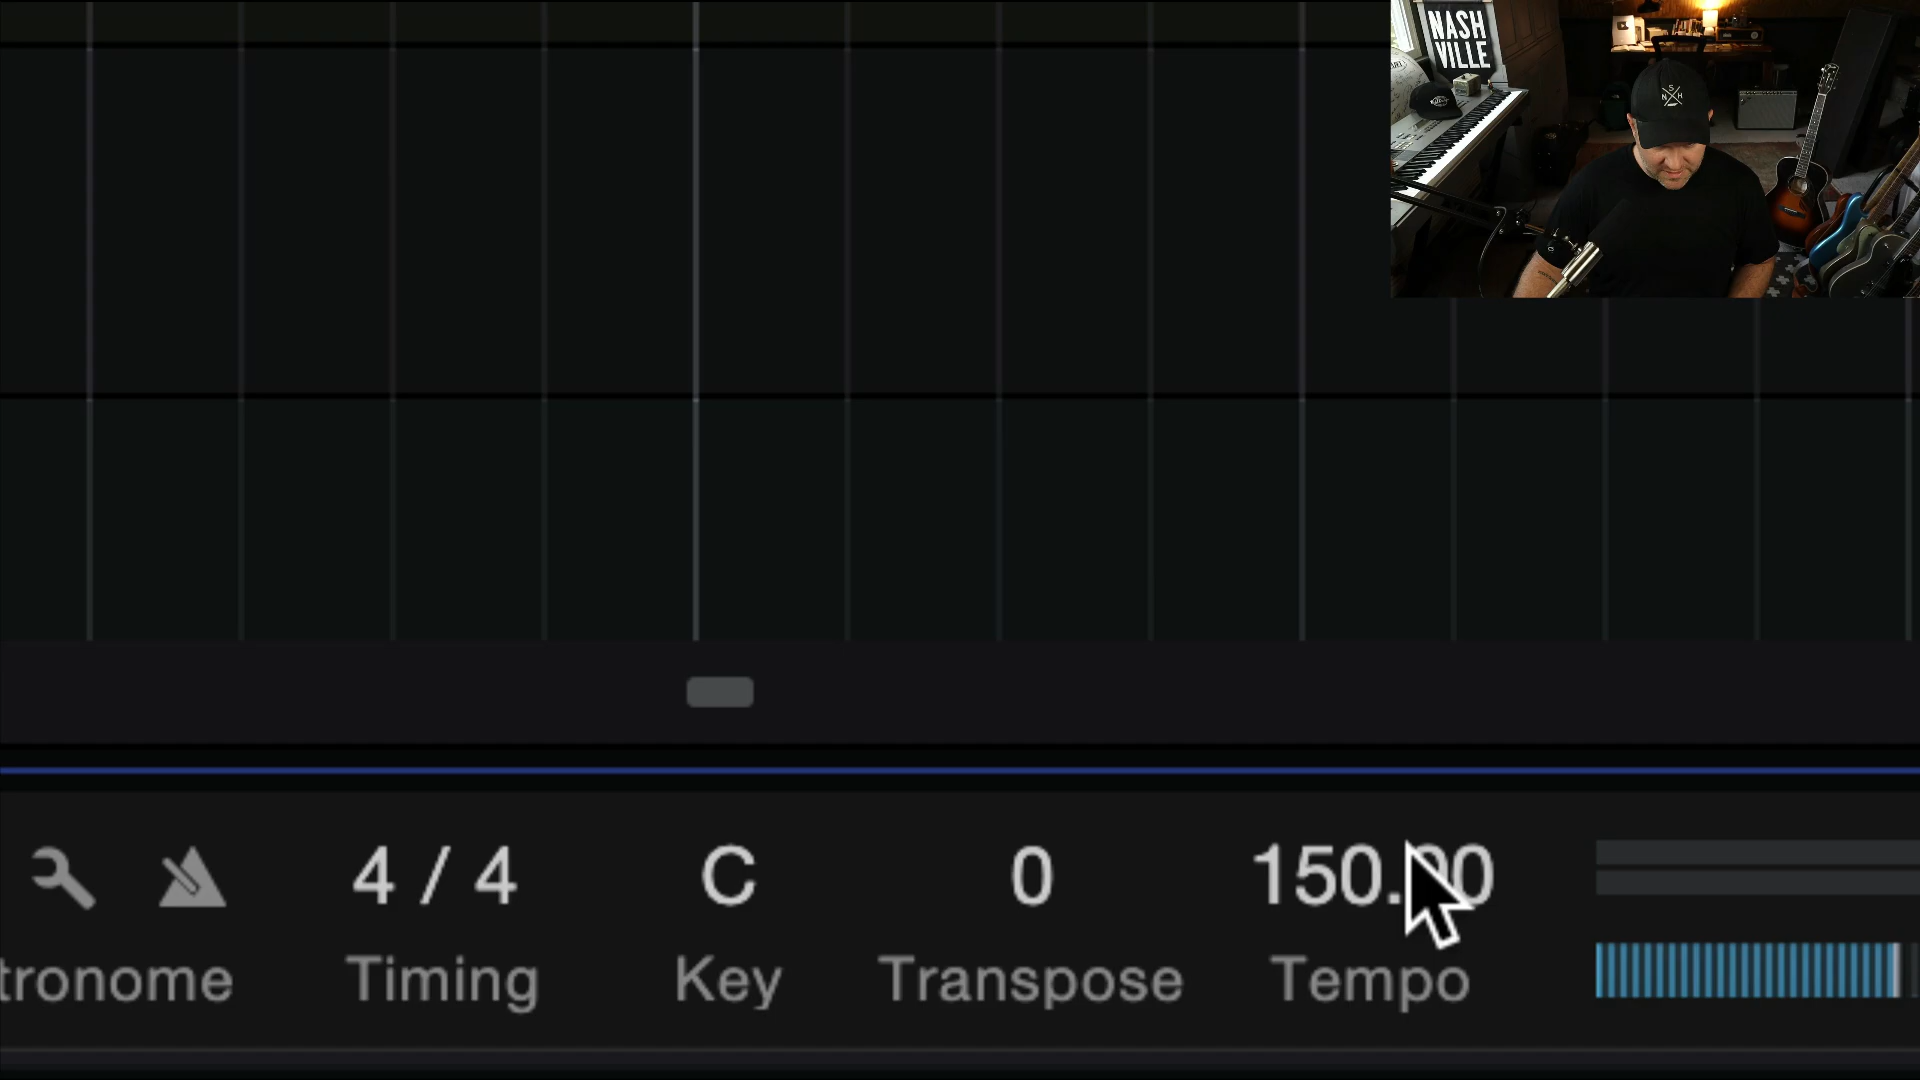 NASH
VILLE
S
N H
4 / 4
C
0
150.00
tronome
Timing
Key
Transpose
Tempo